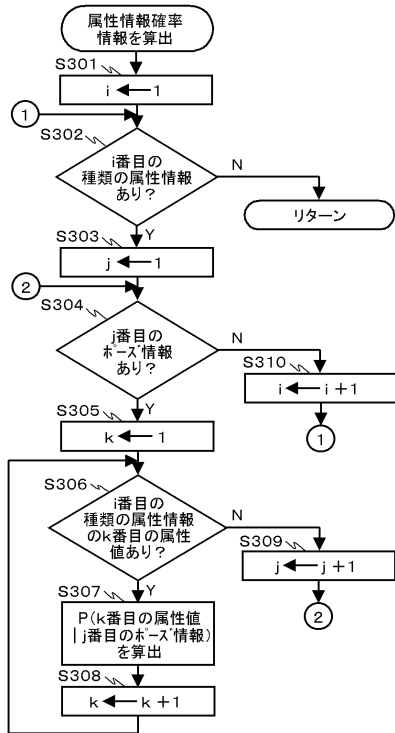 属性情報確率
情報を算出
S301
i ← 1
1
S302
i番目の
種類の属性情報
あり?
N
リターン
Y
S303
j ← 1
2
S304
j番目の
ポーズ情報
あり?
N
S310
i ← i+1
1
Y
S305
k ← 1
S306
i番目の
種類の属性情報
のk番目の属性
値あり?
N
S309
j ← j+1
2
Y
S307
P(k番目の属性値
|j番目のポーズ情報)
を算出
S308
k ← k+1